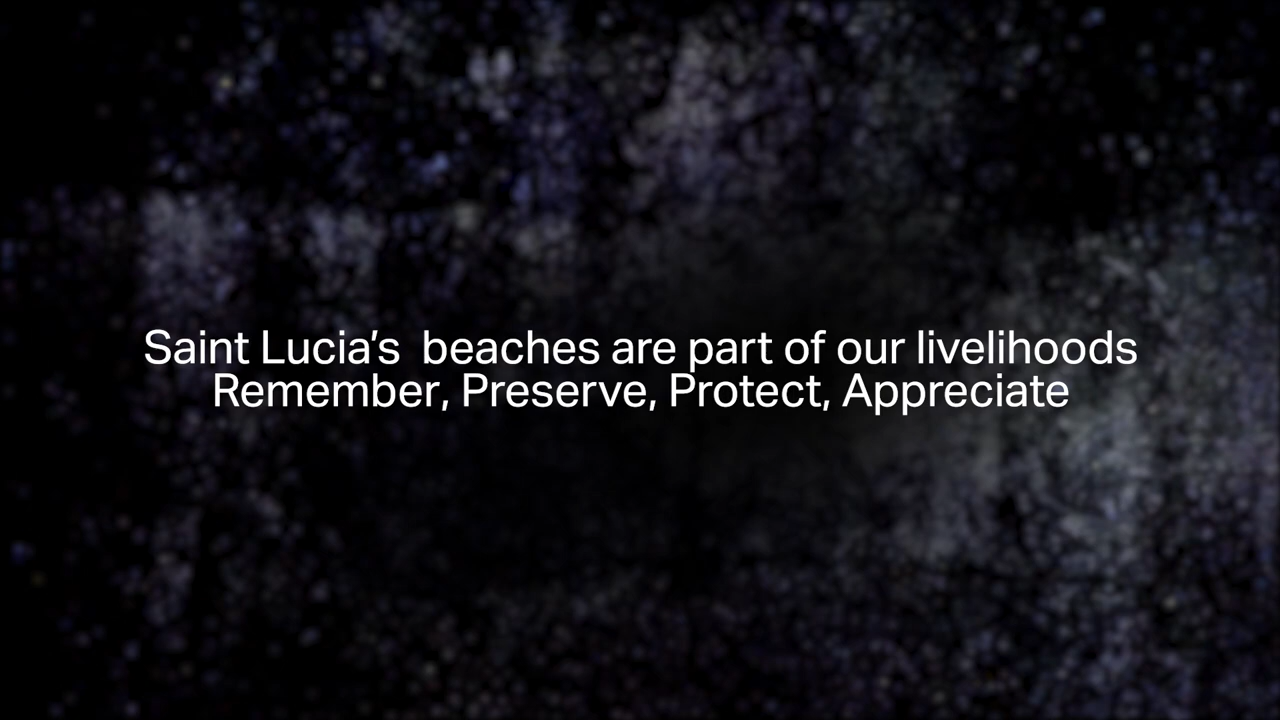 Saint Lucia’s  beaches are part of our livelihoods
Remember, Preserve, Protect, Appreciate